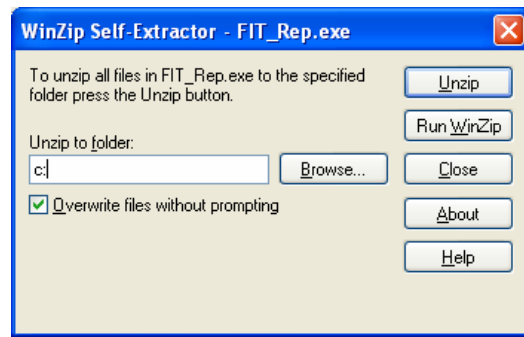 WinZip Self-Extractor - FIT_Rep.exe
To unzip all files in FIT_Rep.exe to the specified
folder press the Unzip button.
Unzip to folder:
c:
Browse...
Overwrite files without prompting
Unzip
Run WinZip
Close
About
Help